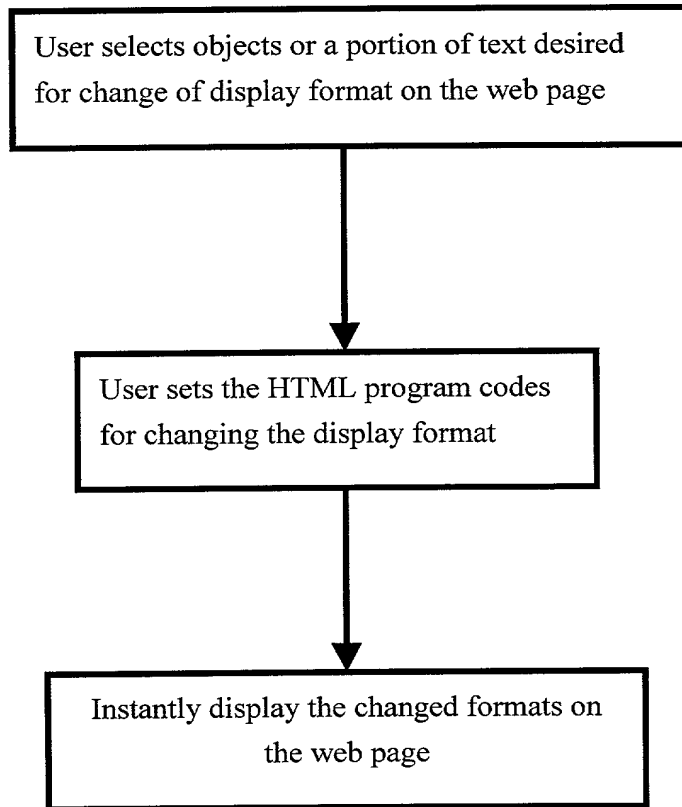 User selects objects or a portion of text desired
for change of display format on the web page
User sets the HTML program codes
for changing the display format
Instantly display the changed formats on
the web page